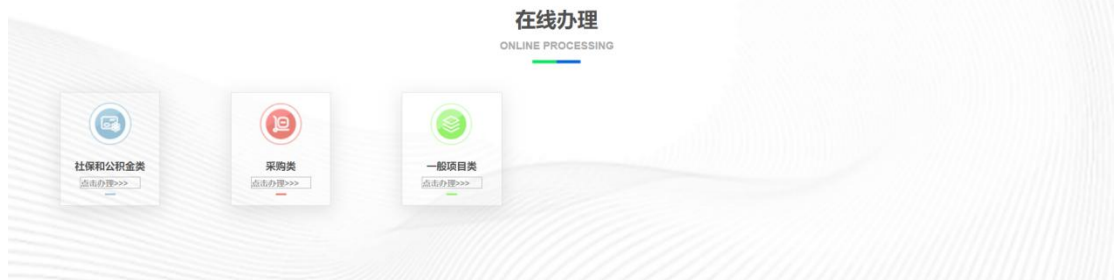 在线办理
ONLINE PROCESSING
社保和公积金类
点击办理>>>
采购类
点击办理>>>
一般项目类
点击办理>>>